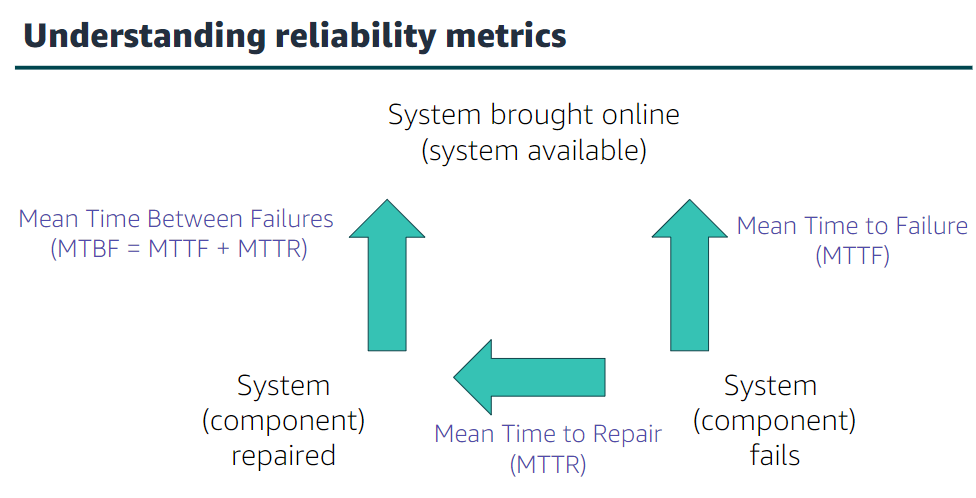 Understanding reliability metrics
System brought online
(system available)
Mean Time Between Failures
(MTBF = MTTF + MTTR)
Mean Time to Failure
(MTTF)
System
(component)
repaired
Mean Time to Repair
(MTTR)
System
(component)
fails